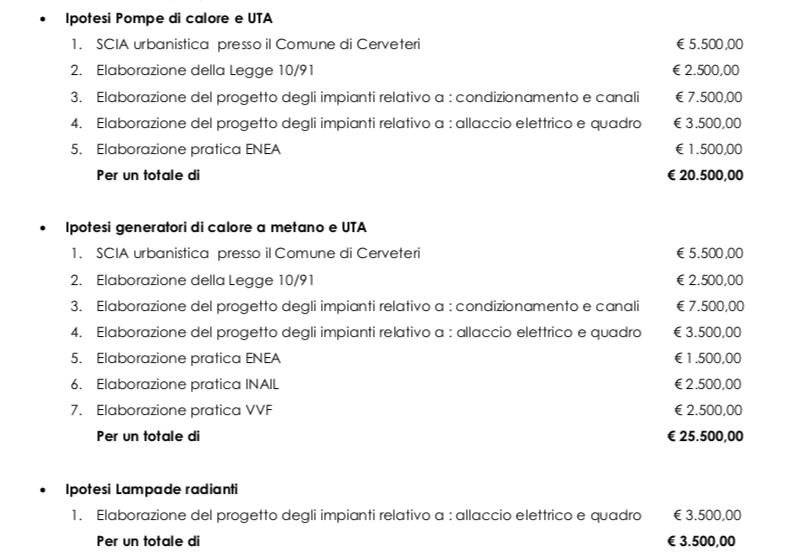 • Ipotesi Pompe di calore e UTA
1. SCIA urbanistica presso il Comune di Cerveteri € 5.500,00
2. Elaborazione della Legge 10/91 € 2.500,00
3. Elaborazione del progetto degli impianti relativo a : condizionamento e canali € 7.500,00
4. Elaborazione del progetto degli impianti relativo a : allaccio elettrico e quadro € 3.500,00
5. Elaborazione pratica ENEA € 1.500,00
Per un totale di € 20.500,00
• Ipotesi generatori di calore a metano e UTA
1. SCIA urbanistica presso il Comune di Cerveteri € 5.500,00
2. Elaborazione della Legge 10/91 € 2.500,00
3. Elaborazione del progetto degli impianti relativo a : condizionamento e canali € 7.500,00
4. Elaborazione del progetto degli impianti relativo a : allaccio elettrico e quadro € 3.500,00
5. Elaborazione pratica ENEA € 1.500,00
6. Elaborazione pratica INAIL € 2.500,00
7. Elaborazione pratica VVF € 2.500,00
Per un totale di € 25.500,00
• Ipotesi Lampade radianti
1. Elaborazione del progetto degli impianti relativo a : allaccio elettrico e quadro € 3.500,00
Per un totale di € 3.500,00